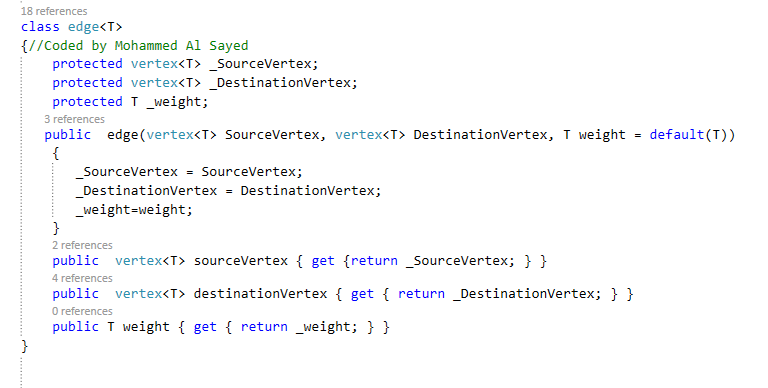 18 references
class edge<T>
{//Coded by Mohammed Al Sayed
protected vertex<T> _SourceVertex;
protected vertex<T> _DestinationVertex;
protected T _weight;
3 references
public  edge(vertex<T> SourceVertex, vertex<T> DestinationVertex, T weight = default(T))
{
_SourceVertex = SourceVertex;
_DestinationVertex = DestinationVertex;
_weight=weight;
}
2 references
public  vertex<T> sourceVertex { get {return _SourceVertex; } }
4 references
public  vertex<T> destinationVertex { get { return _DestinationVertex; } }
0 references
public T weight { get { return _weight; } }
}